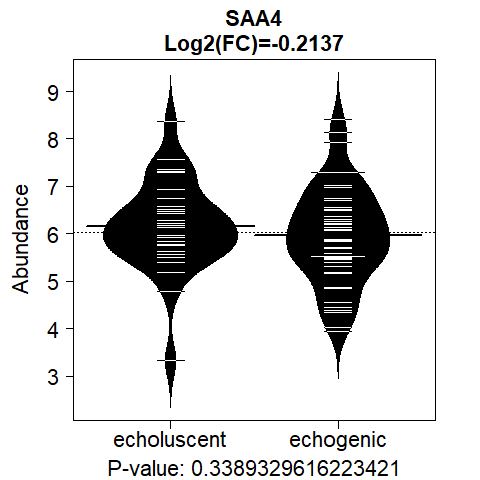 SAA4
Log2(FC)=-0.2137
Abundance
9
8
7
6
5
4
3
echoluscent echogenic
P-value: 0.3389329616223421